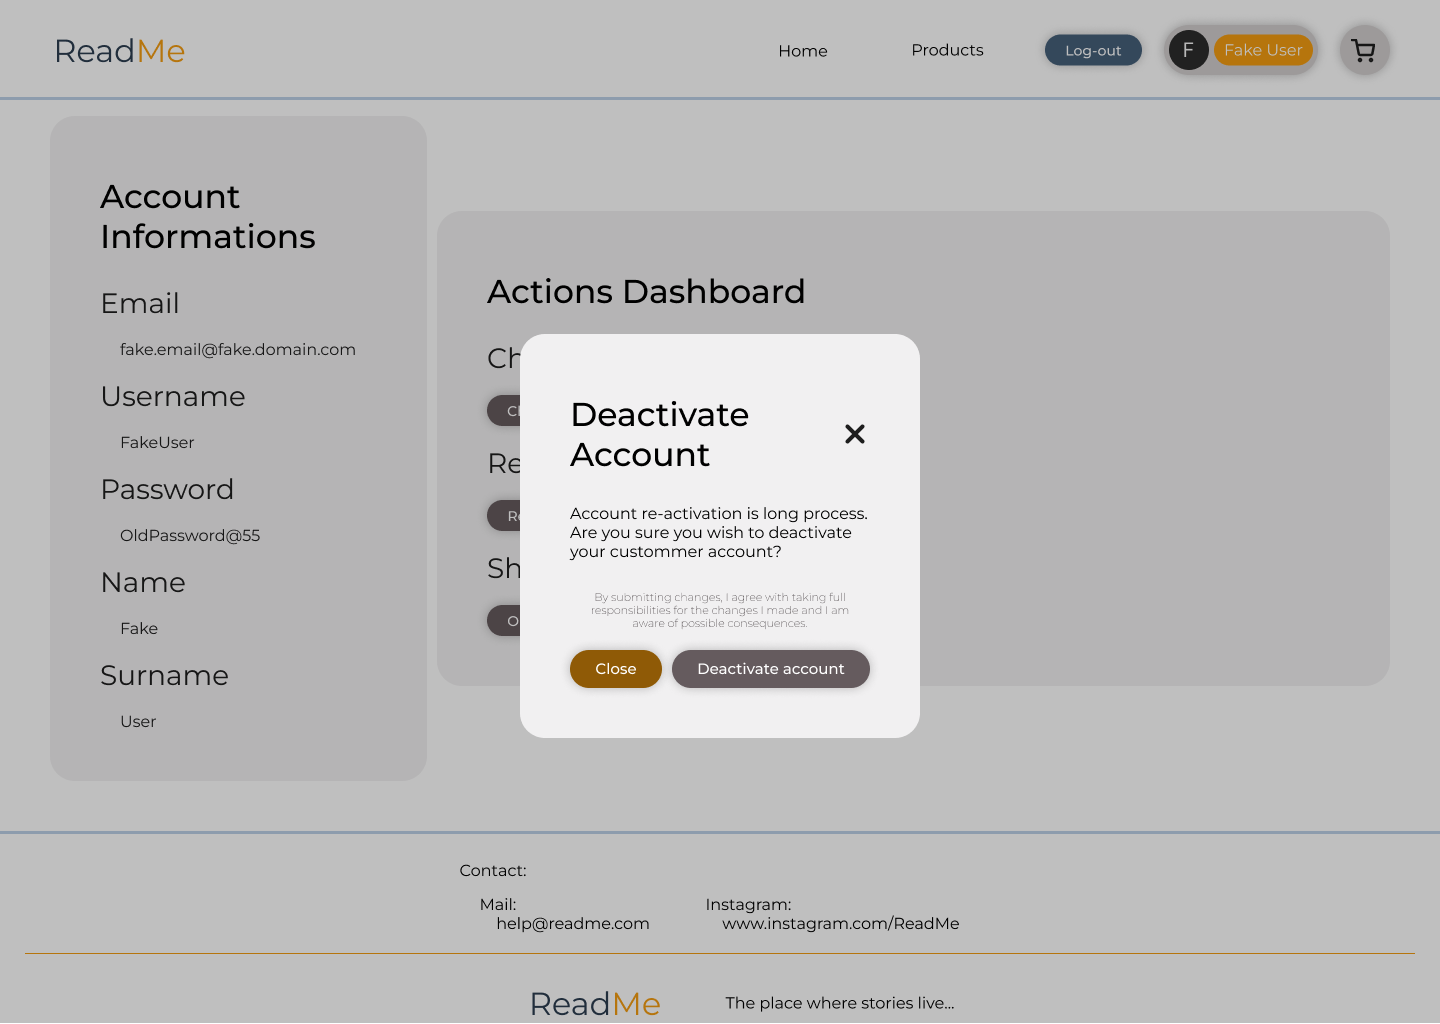 ReadMe
Home
Products
Log-out
F
Fake User
Account
Informations
Email
fake.email@fake.domain.com
Username
FakeUser
Password
OldPassword@55
Name
Fake
Surname
User
Actions Dashboard
Deactivate
Account
Account re-activation is long process.
Are you sure you wish to deactivate
your custommer account?
By submitting changes, I agree with taking full
responsibilities for the changes I made and I am
aware of possible consequences.
Close
Deactivate account
Contact:
Mail:
help@readme.com
Instagram:
www.instagram.com/ReadMe
ReadMe
The place where stories live...